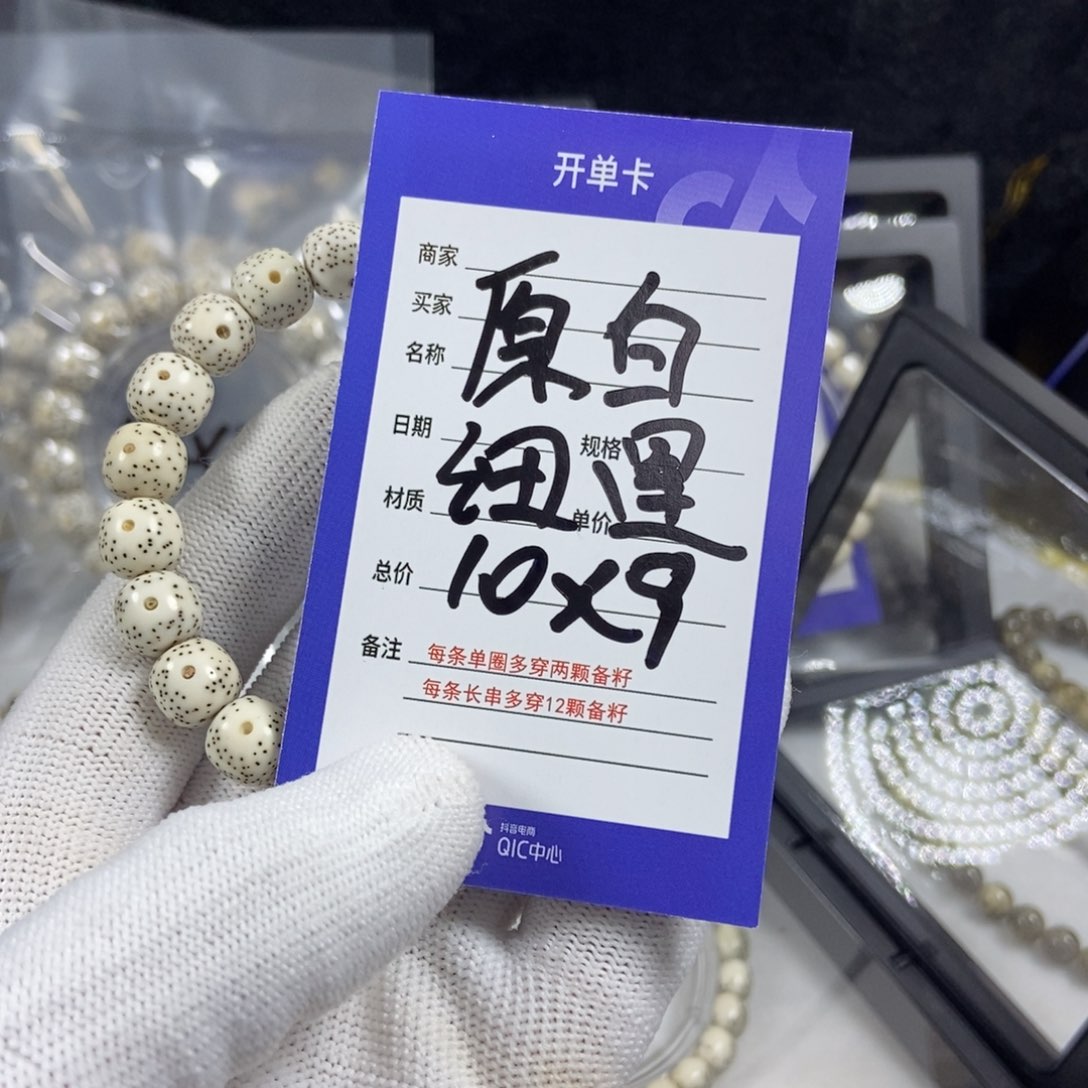 开单卡
商家
买家
名称
原白
日期 规格
细
材质 单价
10x9
总价
备注 每条单圈多穿两颗备籽
每条长串多穿12颗备籽
抖音电商
QIC中心